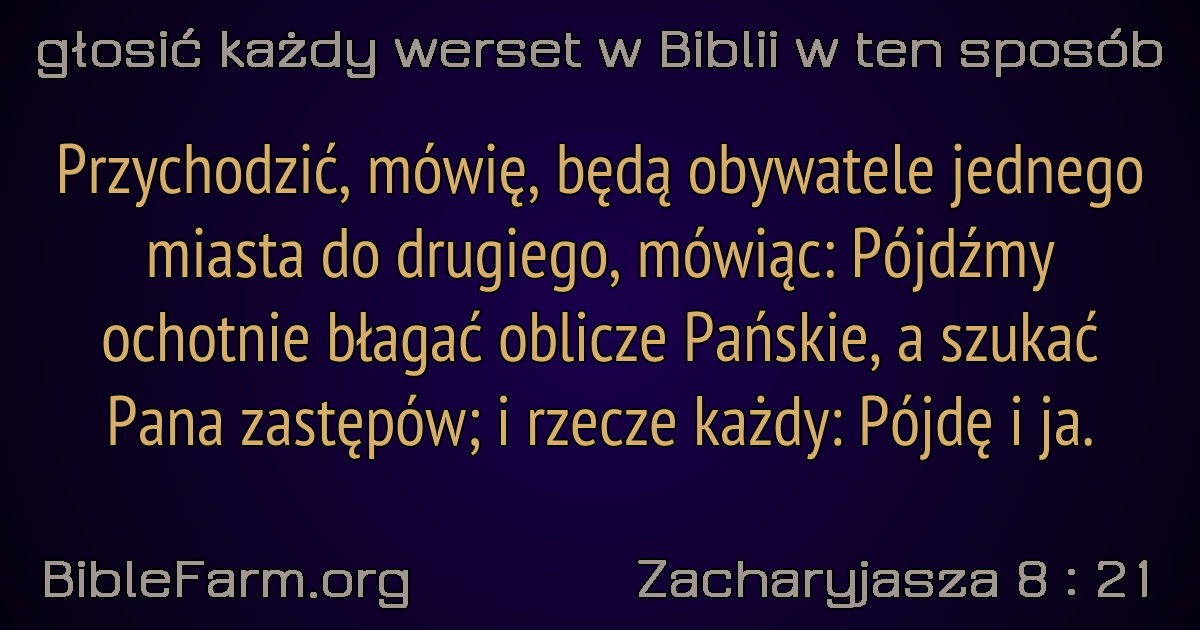 głosić każdy werset w Biblii w ten sposób
Przychodzić, mówię, będą obywatele jednego
miasta do drugiego, mówiąc: Pójdźmy
ochotnie błagać oblicze Pańskie, a szukać
Pana zastępów; i rzecze każdy: Pójdę i ja.
BibleFarm.org
Zacharyjasza 8 : 21